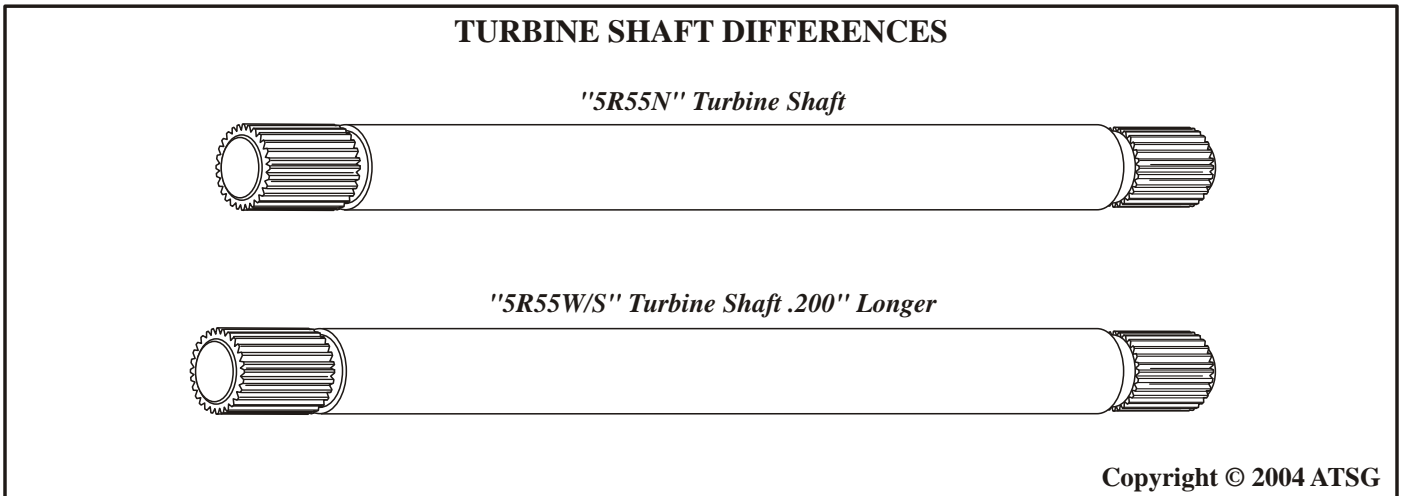 TURBINE SHAFT DIFFERENCES
"5R55N" Turbine Shaft
"5R55W/S" Turbine Shaft .200" Longer
Copyright © 2004 ATSG